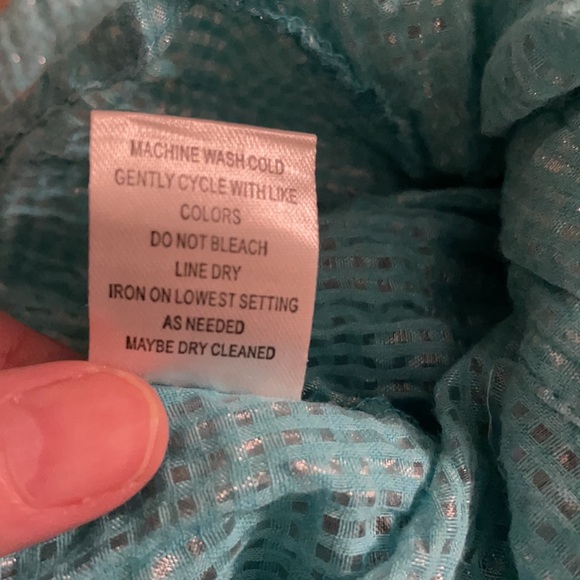 MACHINE WASH COLD
GENTLY CYCLE WITH LIKE
COLORS
DO NOT BLEACH
LINE DRY
IRON ON LOWEST SETTING
AS NEEDED
MAYBE DRY CLEANED